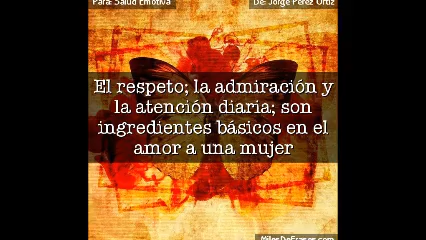 Para: Salud Emotiva
De: Jorge Perez Ortiz
El respeto; la admiración y
la atención diaria; son
ingredientes básicos en el
amor a una mujer
MilesDeFrases.com